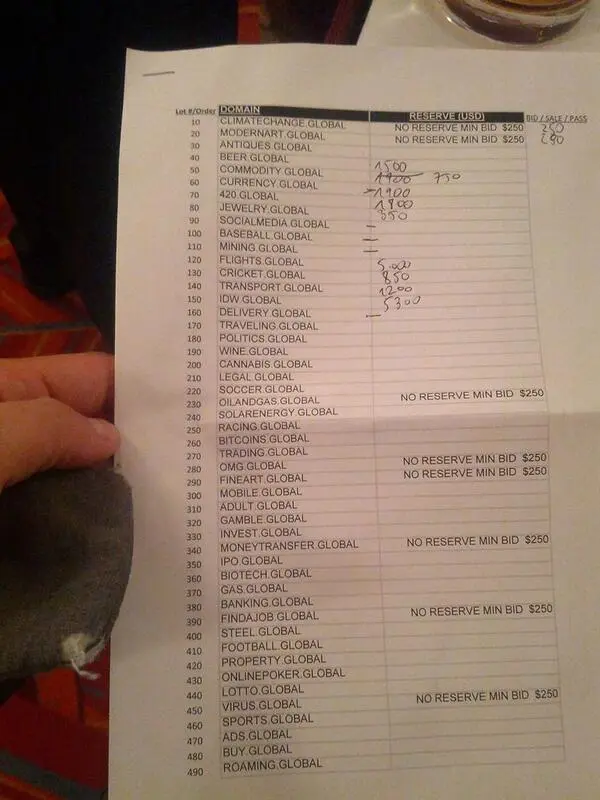 Lot #/Order DOMAIN RESERVE (USD) BID / SALE / PASS
10 CLIMATECHANGE.GLOBAL NO RESERVE MIN BID $250 250
20 MODERNART.GLOBAL NO RESERVE MIN BID $250 250
30 ANTIQUES.GLOBAL
40 BEER.GLOBAL 1500
50 COMMODITY.GLOBAL 1900 750
60 CURRENCY.GLOBAL 1900
70 420.GLOBAL 1900
80 JEWELRY.GLOBAL 850
90 SOCIALMEDIA.GLOBAL –
100 BASEBALL.GLOBAL –
110 MINING.GLOBAL –
120 FLIGHTS.GLOBAL 5.000
130 CRICKET.GLOBAL 850
140 TRANSPORT.GLOBAL 1200
150 IDW.GLOBAL 5300
160 DELIVERY.GLOBAL –
170 TRAVELING.GLOBAL
180 POLITICS.GLOBAL
190 WINE.GLOBAL
200 CANNABIS.GLOBAL
210 LEGAL.GLOBAL
220 SOCCER.GLOBAL
230 OILANDGAS.GLOBAL NO RESERVE MIN BID $250
240 SOLARENERGY.GLOBAL
250 RACING.GLOBAL
260 BITCOINS.GLOBAL
270 TRADING.GLOBAL
280 OMG.GLOBAL NO RESERVE MIN BID $250
290 FINEART.GLOBAL NO RESERVE MIN BID $250
300 MOBILE.GLOBAL
310 ADULT.GLOBAL
320 GAMBLE.GLOBAL
330 INVEST.GLOBAL
340 MONEYTRANSFER.GLOBAL NO RESERVE MIN BID $250
350 IPO.GLOBAL
360 BIOTECH.GLOBAL
370 GAS.GLOBAL
380 BANKING.GLOBAL
390 FINDAJOB.GLOBAL NO RESERVE MIN BID $250
400 STEEL.GLOBAL
410 FOOTBALL.GLOBAL
420 PROPERTY.GLOBAL
430 ONLINEPOKER.GLOBAL
440 LOTTO.GLOBAL
450 VIRUS.GLOBAL NO RESERVE MIN BID $250
460 SPORTS.GLOBAL
470 ADS.GLOBAL
480 BUY.GLOBAL
490 ROAMING.GLOBAL